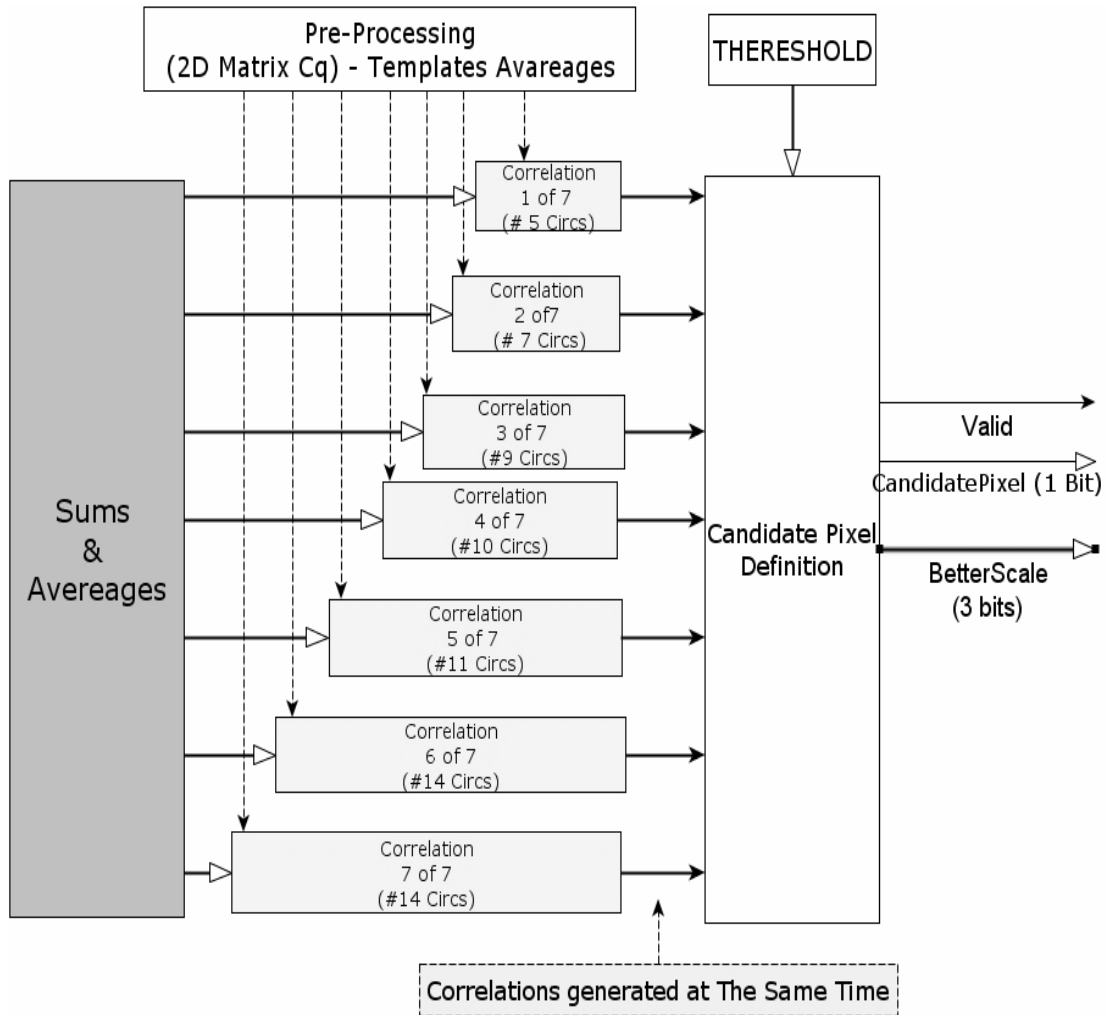 Pre-Processing
(2D Matrix Cq) - Templates Avareages
THERESHOLD
Correlation
1 of 7
(# 5 Circs)
Correlation
2 of7
(# 7 Circs)
Correlation
3 of 7
(#9 Circs)
Correlation
4 of 7
(#10 Circs)
Correlation
5 of 7
(#11 Circs)
Correlation
6 of 7
(#14 Circs)
Correlation
7 of 7
(#14 Circs)
Sums
&
Avereages
Candidate Pixel
Definition
Valid
CandidatePixel (1 Bit)
BetterScale
(3 bits)
Correlations generated at The Same Time